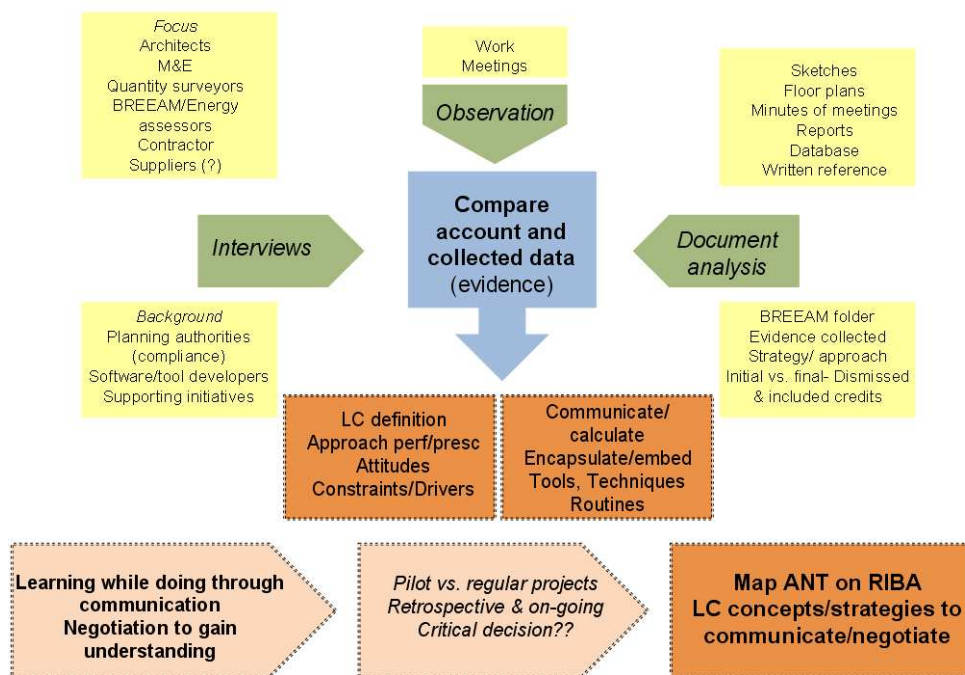 Focus
Architects
M&E
Quantity surveyors
BREEAM/Energy
assessors
Contractor
Suppliers (?)
Work
Meetings
Observation
Sketches
Floor plans
Minutes of meetings
Reports
Database
Written reference
Interviews
Compare
account and
collected data
(evidence)
Document
analysis
Background
Planning authorities
(compliance)
Software/tool developers
Supporting initiatives
BREEAM folder
Evidence collected
Strategy/ approach
Initial vs. final- Dismissed
& included credits
LC definition
Approach perf/presc
Attitudes
Constraints/Drivers
Communicate/
calculate
Encapsulate/embed
Tools, Techniques
Routines
Learning while doing through
communication
Negotiation to gain
understanding
Pilot vs. regular projects
Retrospective & on-going
Critical decision??
Map ANT on RIBA
LC concepts/strategies to
communicate/negotiate